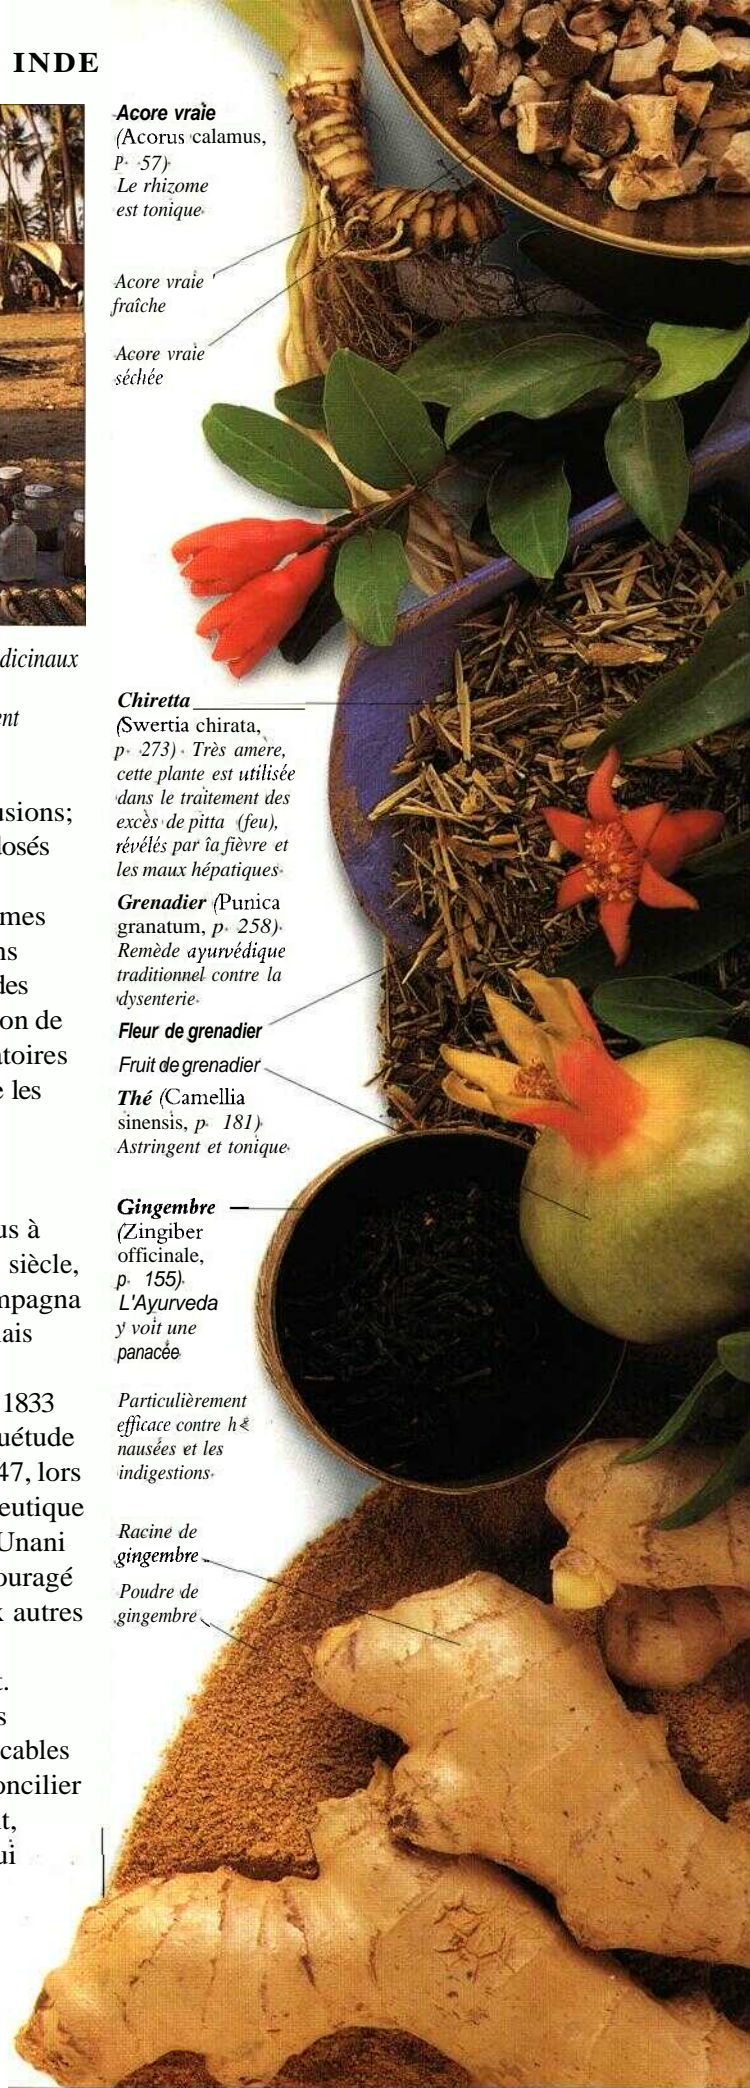 INDE
Acore vraie
(Acorus calamus,
p. 57).
Le rhizome
est tonique.
Acore vraie
fraîche
Acore vraie
séchée
dicinaux
ent
usions;
dosés
mes
ns
des
on de
atoires
e les
us à
siècle,
mpagna
ais
1833
uétude
47, lors
eutique
Unani
ouragé
x autres
t.
s
cables
oncilier
t,
ui
Chiretta
(Swertia chirata,
p. 273). Très amère,
cette plante est utilisée
dans le traitement des
excès de pitta (feu),
révélés par îa fièvre et
les maux hépatiques.
Grenadier (Punica
granatum, p. 258).
Remède ayurvédique
traditionnel contre la
dysenterie.
Fleur de grenadier
Fruit de grenadier
Thé (Camellia
sinensis, p. 181).
Astringent et tonique.
Gingembre
(Zingiber
officinale,
p. 155).
L'Ayurveda
y voit une
panacée
Particulièrement
efficace contre
nausées et les
indigestions.
Racine de
gingembre
Poudre de
gingembre